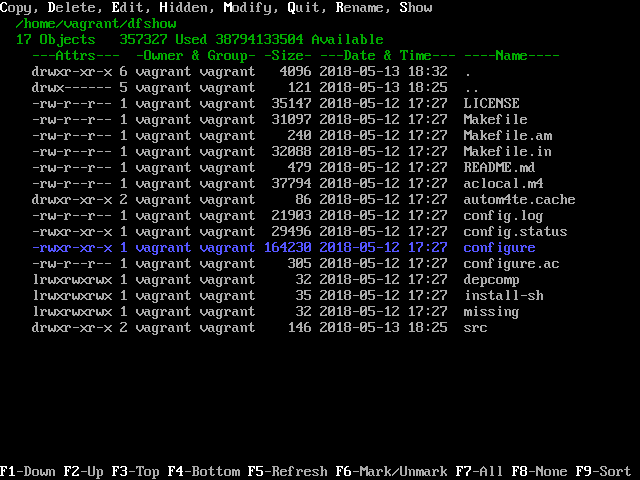 Copy, Delete, Edit, Hidden, Modify, Quit, Rename, Show
/home/vagrant/dfshow
17 Objects   357327 Used 38794133504 Available
---Attrs---   -Owner & Group- -Size- ---Date & Time--- ----Name----
drwxr-xr-x 6 vagrant vagrant   4096 2018-05-13 18:32  .
drwx------ 5 vagrant vagrant    121 2018-05-13 18:25  ..
-rw-r--r-- 1 vagrant vagrant  35147 2018-05-12 17:27  LICENSE
-rw-r--r-- 1 vagrant vagrant  31097 2018-05-12 17:27  Makefile
-rw-r--r-- 1 vagrant vagrant    240 2018-05-12 17:27  Makefile.am
-rw-r--r-- 1 vagrant vagrant  32088 2018-05-12 17:27  Makefile.in
-rw-r--r-- 1 vagrant vagrant    479 2018-05-12 17:27  README.md
-rw-r--r-- 1 vagrant vagrant  37794 2018-05-12 17:27  aclocal.m4
drwxr-xr-x 2 vagrant vagrant     86 2018-05-12 17:27  autom4te.cache
-rw-r--r-- 1 vagrant vagrant  21903 2018-05-12 17:27  config.log
-rwxr-xr-x 1 vagrant vagrant  29496 2018-05-12 17:27  config.status
-rwxr-xr-x 1 vagrant vagrant 164230 2018-05-12 17:27  configure
-rw-r--r-- 1 vagrant vagrant    305 2018-05-12 17:27  configure.ac
lrwxrwxrwx 1 vagrant vagrant     32 2018-05-12 17:27  depcomp
lrwxrwxrwx 1 vagrant vagrant     35 2018-05-12 17:27  install-sh
lrwxrwxrwx 1 vagrant vagrant     32 2018-05-12 17:27  missing
drwxr-xr-x 2 vagrant vagrant    146 2018-05-13 18:25  src
F1-Down F2-Up F3-Top F4-Bottom F5-Refresh F6-Mark/Unmark F7-All F8-None F9-Sort